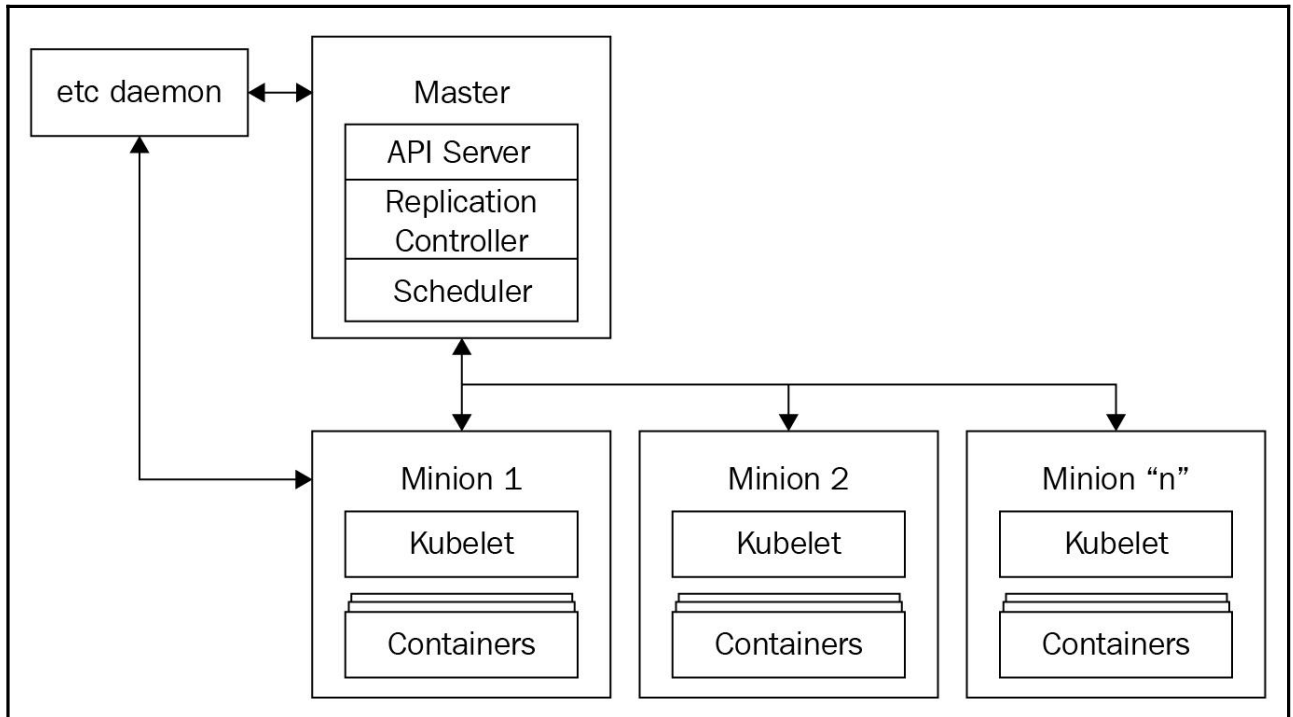 etc daemon
Master
API Server
Replication
Controller
Scheduler
Minion 1
Kubelet
Containers
Minion 2
Kubelet
Containers
Minion “n”
Kubelet
Containers